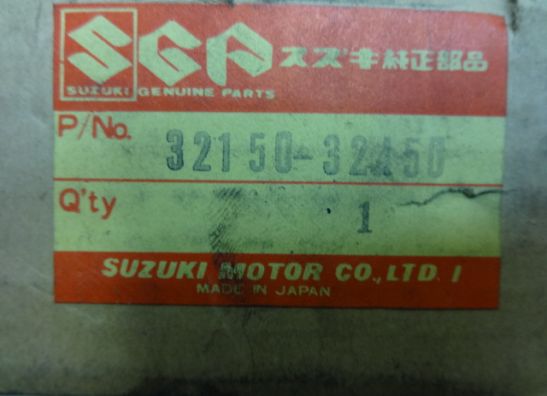 SGP スズキ純正部品
SUZUKI GENUINE PARTS
P/No. 32150-32450
Q'ty 1
SUZUKI MOTOR CO.,LTD. 1
MADE IN JAPAN